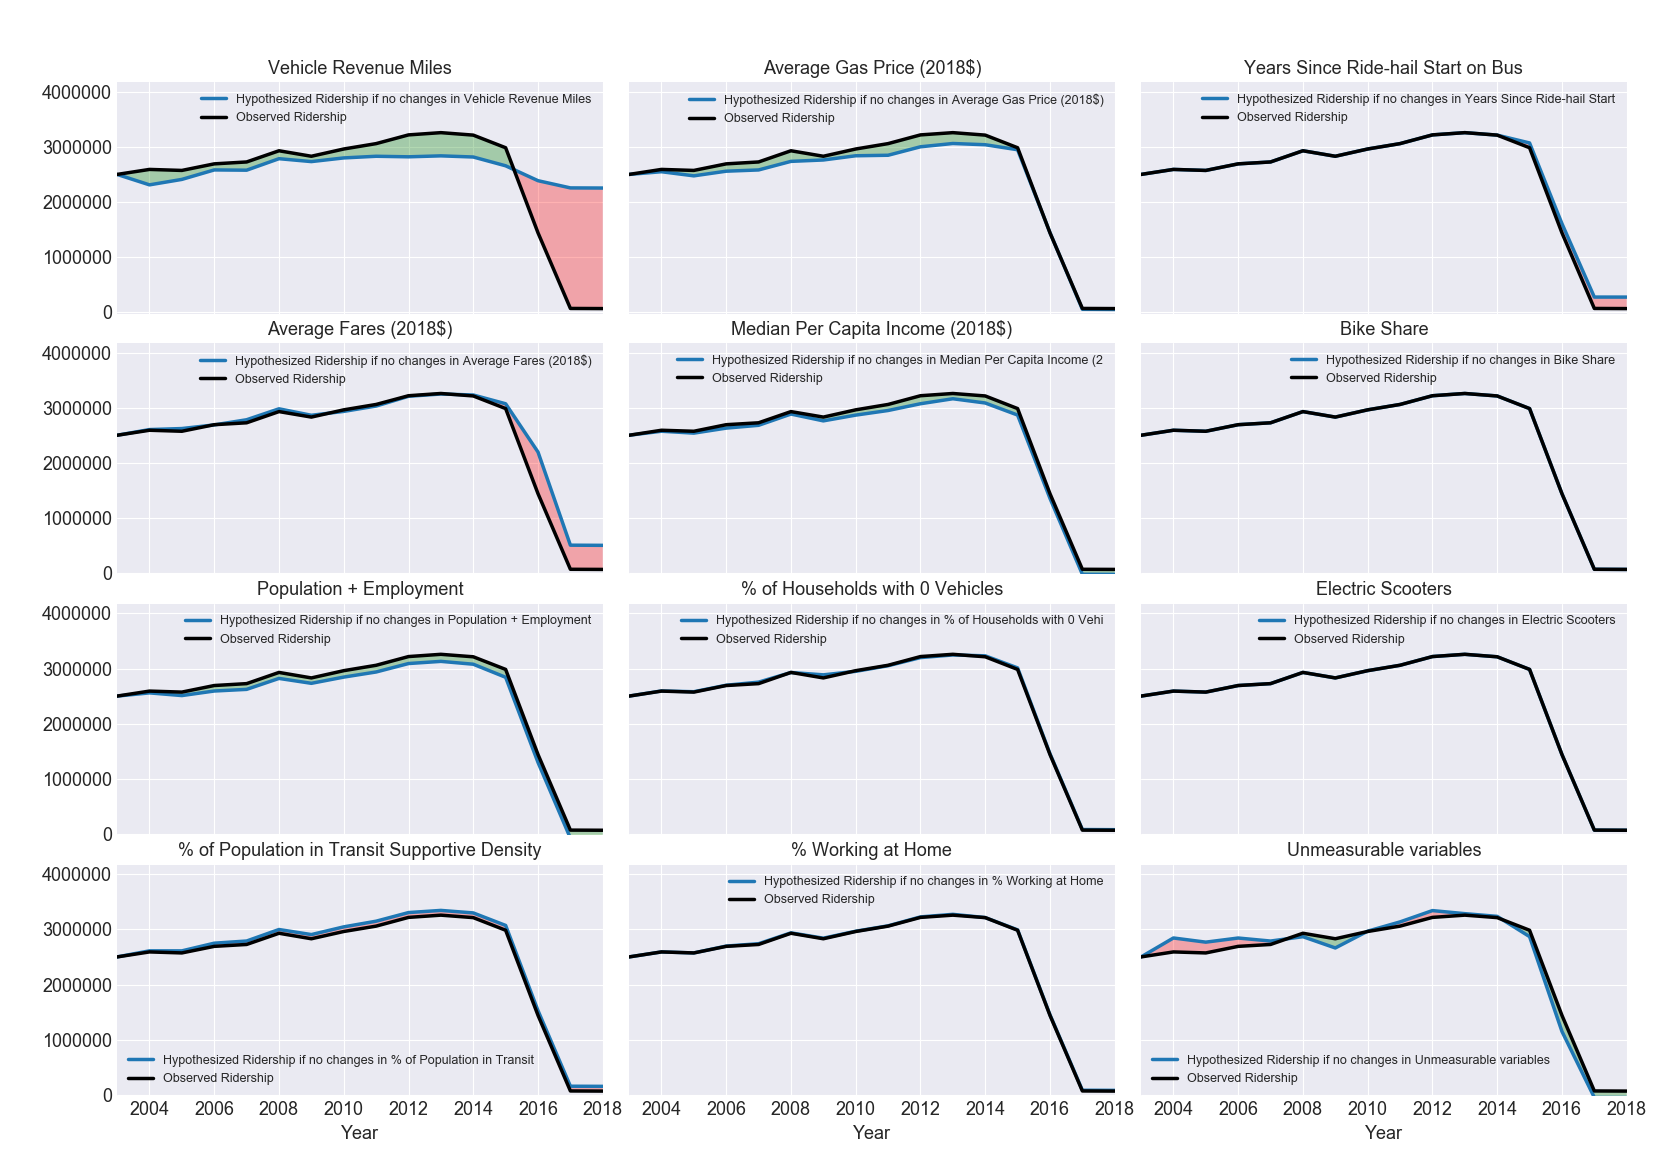 Vehicle Revenue Miles
4000000
3000000
2000000
1000000
0
Hypothesized Ridership if no changes in Vehicle Revenue Miles
Observed Ridership
Average Gas Price (2018$)
Hypothesized Ridership if no changes in Average Gas Price (2018$)
Observed Ridership
Years Since Ride-hail Start on Bus
Hypothesized Ridership if no changes in Years Since Ride-hail Start
Observed Ridership
Average Fares (2018$)
4000000
3000000
2000000
1000000
0
Hypothesized Ridership if no changes in Average Fares (2018$)
Observed Ridership
Median Per Capita Income (2018$)
Hypothesized Ridership if no changes in Median Per Capita Income (2
Observed Ridership
Bike Share
Hypothesized Ridership if no changes in Bike Share
Observed Ridership
Population + Employment
4000000
3000000
2000000
1000000
0
Hypothesized Ridership if no changes in Population + Employment
Observed Ridership
% of Households with 0 Vehicles
Hypothesized Ridership if no changes in % of Households with 0 Vehi
Observed Ridership
Electric Scooters
Hypothesized Ridership if no changes in Electric Scooters
Observed Ridership
% of Population in Transit Supportive Density
4000000
3000000
2000000
1000000
0
Hypothesized Ridership if no changes in % of Population in Transit
Observed Ridership
2004 2006 2008 2010 2012 2014 2016 2018
Year
% Working at Home
Hypothesized Ridership if no changes in % Working at Home
Observed Ridership
2004 2006 2008 2010 2012 2014 2016 2018
Year
Unmeasurable variables
Hypothesized Ridership if no changes in Unmeasurable variables
Observed Ridership
2004 2006 2008 2010 2012 2014 2016 2018
Year